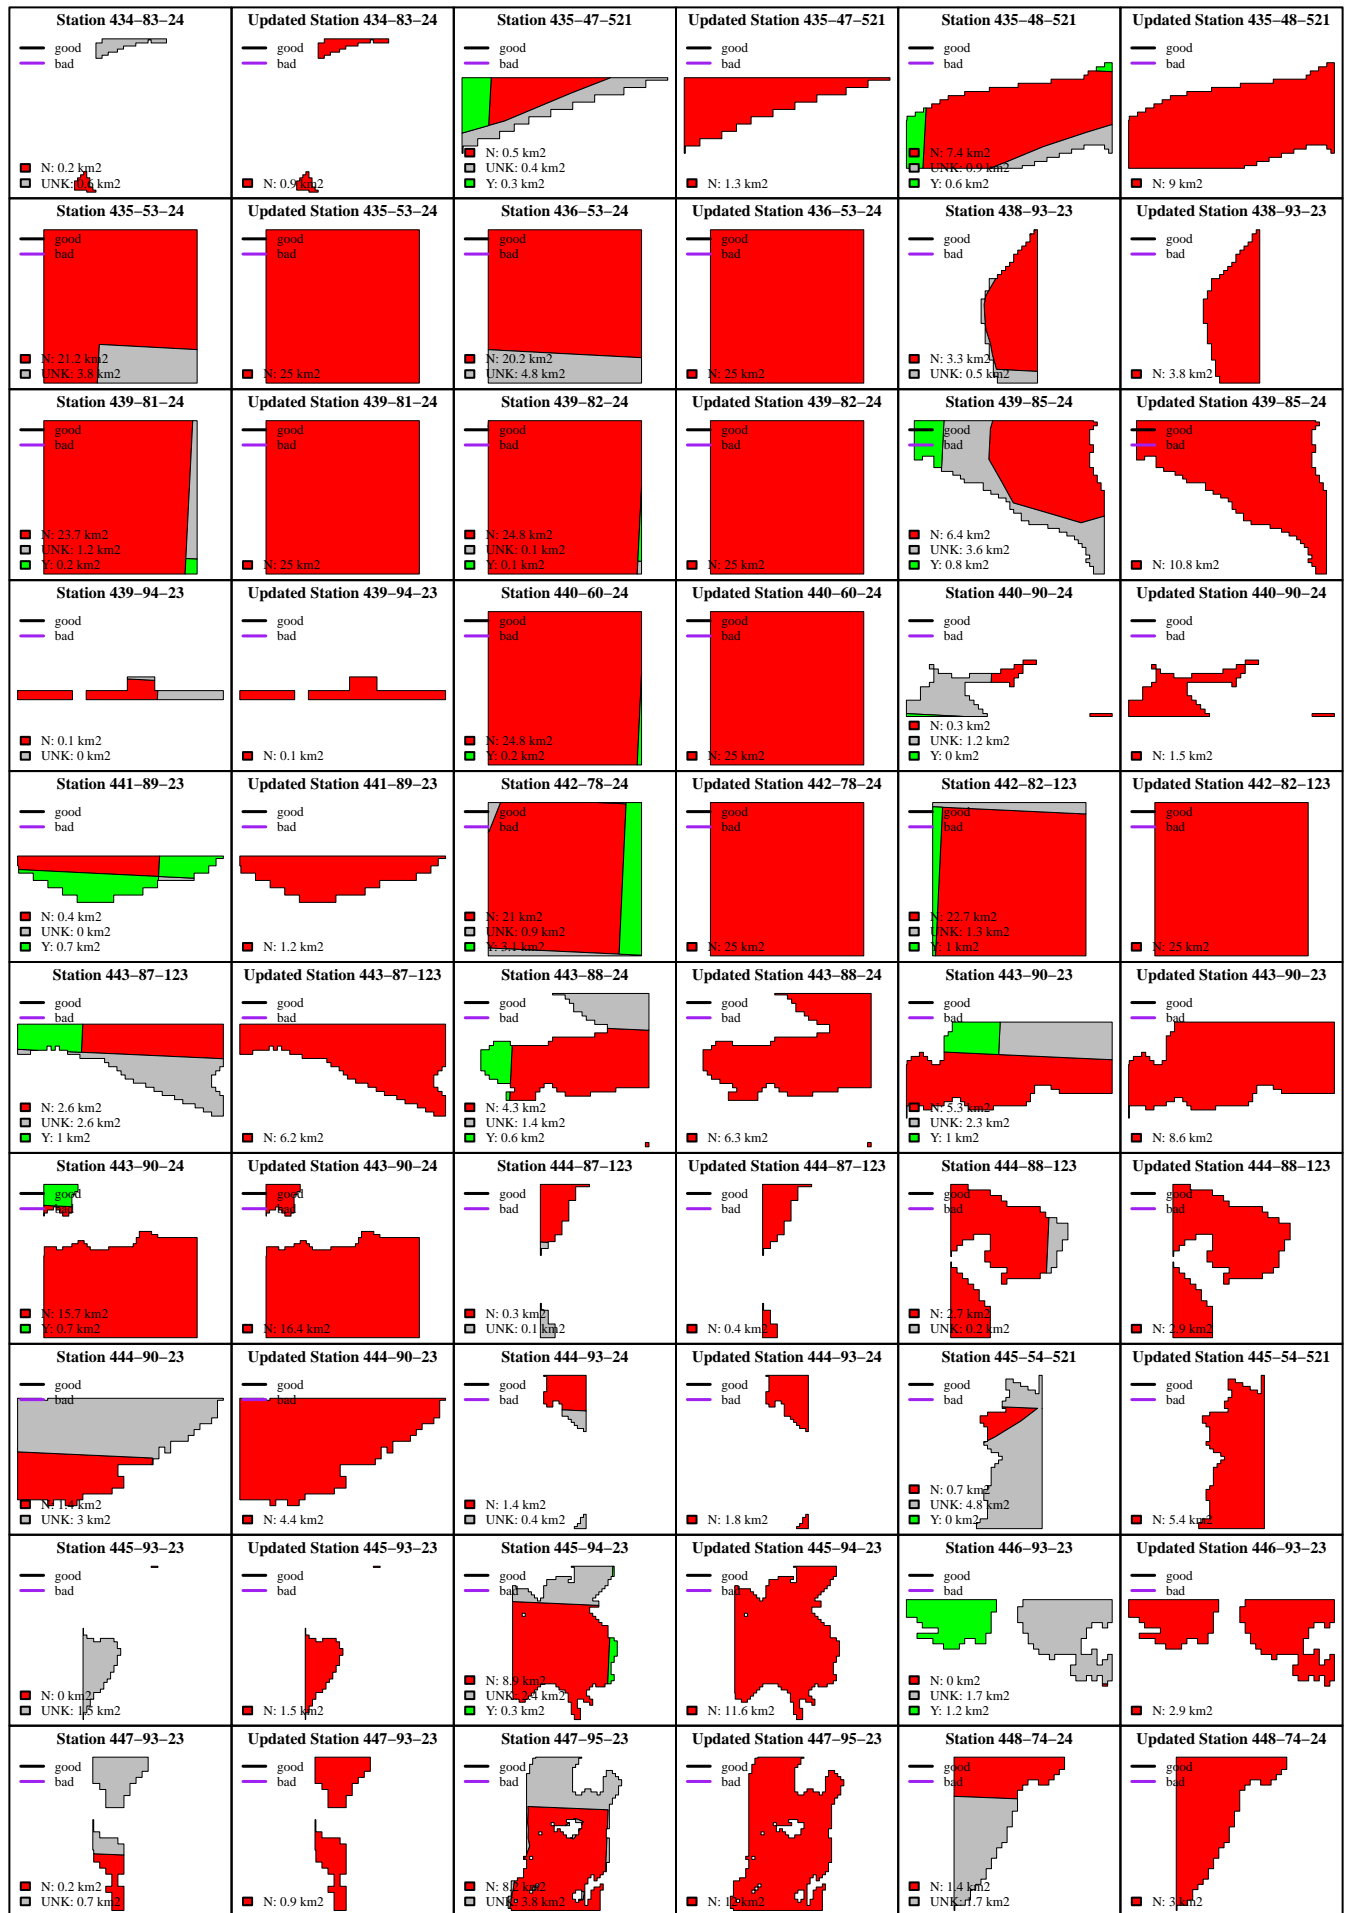 Station 434−83−24
good
bad
N: 0.2 km2
UNK: 0.6 km2
Updated Station 434−83−24
good
bad
N: 0.9 km2
Station 435−47−521
good
bad
N: 0.5 km2
UNK: 0.4 km2
Y: 0.3 km2
Updated Station 435−47−521
good
bad
N: 1.3 km2
Station 435−48−521
good
bad
N: 7.4 km2
UNK: 0.9 km2
Y: 0.6 km2
Updated Station 435−48−521
good
bad
N: 9 km2
Station 435−53−24
good
bad
N: 21.2 km2
UNK: 3.8 km2
Updated Station 435−53−24
good
bad
N: 25 km2
Station 436−53−24
good
bad
N: 20.2 km2
UNK: 4.8 km2
Updated Station 436−53−24
good
bad
N: 25 km2
Station 438−93−23
good
bad
N: 3.3 km2
UNK: 0.5 km2
Updated Station 438−93−23
good
bad
N: 3.8 km2
Station 439−81−24
good
bad
N: 23.7 km2
UNK: 1.2 km2
Y: 0.2 km2
Updated Station 439−81−24
good
bad
N: 25 km2
Station 439−82−24
good
bad
N: 24.8 km2
UNK: 0.1 km2
Y: 0.1 km2
Updated Station 439−82−24
good
bad
N: 25 km2
Station 439−85−24
good
bad
N: 6.4 km2
UNK: 3.6 km2
Y: 0.8 km2
Updated Station 439−85−24
good
bad
N: 10.8 km2
Station 439−94−23
good
bad
N: 0.1 km2
UNK: 0 km2
Updated Station 439−94−23
good
bad
N: 0.1 km2
Station 440−60−24
good
bad
N: 24.8 km2
Y: 0.2 km2
Updated Station 440−60−24
good
bad
N: 25 km2
Station 440−90−24
good
bad
N: 0.3 km2
UNK: 1.2 km2
Y: 0 km2
Updated Station 440−90−24
good
bad
N: 1.5 km2
Station 441−89−23
good
bad
N: 0.4 km2
UNK: 0 km2
Y: 0.7 km2
Updated Station 441−89−23
good
bad
N: 1.2 km2
Station 442−78−24
good
bad
N: 21 km2
UNK: 0.9 km2
Y: 3.1 km2
Updated Station 442−78−24
good
bad
N: 25 km2
Station 442−82−123
good
bad
N: 22.7 km2
UNK: 1.3 km2
Y: 1 km2
Updated Station 442−82−123
good
bad
N: 25 km2
Station 443−87−123
good
bad
N: 2.6 km2
UNK: 2.6 km2
Y: 1 km2
Updated Station 443−87−123
good
bad
N: 6.2 km2
Station 443−88−24
good
bad
N: 4.3 km2
UNK: 1.4 km2
Y: 0.6 km2
Updated Station 443−88−24
good
bad
N: 6.3 km2
Station 443−90−23
good
bad
N: 5.3 km2
UNK: 2.3 km2
Y: 1 km2
Updated Station 443−90−23
good
bad
N: 8.6 km2
Station 443−90−24
good
bad
N: 15.7 km2
Y: 0.7 km2
Updated Station 443−90−24
good
bad
N: 16.4 km2
Station 444−87−123
good
bad
N: 0.3 km2
UNK: 0.1 km2
Updated Station 444−87−123
good
bad
N: 0.4 km2
Station 444−88−123
good
bad
N: 2.7 km2
UNK: 0.2 km2
Updated Station 444−88−123
good
bad
N: 2.9 km2
Station 444−90−23
good
bad
N: 1.4 km2
UNK: 3 km2
Updated Station 444−90−23
good
bad
N: 4.4 km2
Station 444−93−24
good
bad
N: 1.4 km2
UNK: 0.4 km2
Updated Station 444−93−24
good
bad
N: 1.8 km2
Station 445−54−521
good
bad
N: 0.7 km2
UNK: 4.8 km2
Y: 0 km2
Updated Station 445−54−521
good
bad
N: 5.4 km2
Station 445−93−23
good
bad
N: 0 km2
UNK: 1.5 km2
Updated Station 445−93−23
good
bad
N: 1.5 km2
Station 445−94−23
good
bad
N: 8.9 km2
UNK: 2.4 km2
Y: 0.3 km2
Updated Station 445−94−23
good
bad
N: 11.6 km2
Station 446−93−23
good
bad
N: 0 km2
UNK: 1.7 km2
Y: 1.2 km2
Updated Station 446−93−23
good
bad
N: 2.9 km2
Station 447−93−23
good
bad
N: 0.2 km2
UNK: 0.7 km2
Updated Station 447−93−23
good
bad
N: 0.9 km2
Station 447−95−23
good
bad
N: 8.2 km2
UNK: 3.8 km2
Updated Station 447−95−23
good
bad
km2
Station 448−74−24
good
bad
N: 1.4 km2
UNK: 1.7 km2
Updated Station 448−74−24
good
bad
N: 3 km2